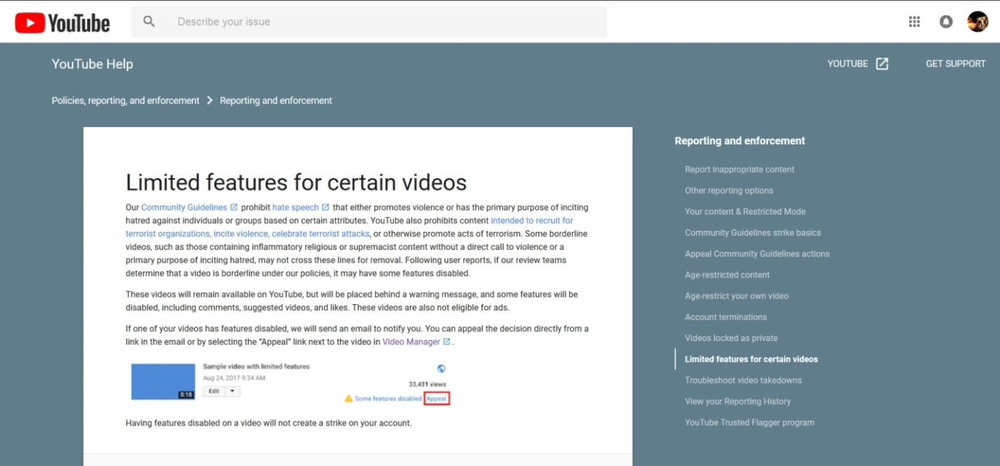 YouTube
Describe your issue
YouTube Help
YOUTUBE
GET SUPPORT
Policies, reporting, and enforcement
Reporting and enforcement
Limited features for certain videos
Our Community Guidelines prohibit hate speech that either promotes violence or has the primary purpose of inciting
hatred against individuals or groups based on certain attributes. YouTube also prohibits content intended to recruit for
terrorist organizations, incite violence, celebrate terrorist attacks, or otherwise promote acts of terrorism. Some borderline
videos, such as those containing inflammatory religious or supremacist content without a direct call to violence or a
primary purpose of inciting hatred, may not cross these lines for removal. Following user reports, if our review teams
determine that a video is borderline under our policies, it may have some features disabled.
These videos will remain available on YouTube, but will be placed behind a warning message, and some features will be
disabled, including comments, suggested videos, and likes. These videos are also not eligible for ads.
If one of your videos has features disabled, we will send an email to notify you. You can appeal the decision directly from a
link in the email or by selecting the “Appeal” link next to the video in Video Manager .
Sample video with limited features
Aug 24, 2017 9:34 AM
Edit
0:10
33,431 views
Some features disabled Appeal
Having features disabled on a video will not create a strike on your account.
Reporting and enforcement
Report inappropriate content
Other reporting options
Your content & Restricted Mode
Community Guidelines strike basics
Appeal Community Guidelines actions
Age-restricted content
Age-restrict your own video
Account terminations
Videos locked as private
Limited features for certain videos
Troubleshoot video takedowns
View your Reporting History
YouTube Trusted Flagger program